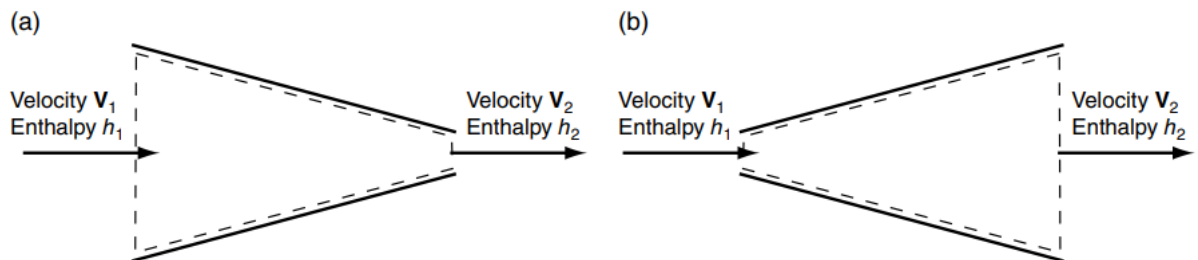 (a)
Velocity V₁
Enthalpy h₁
Velocity V₂
Enthalpy h₂
(b)
Velocity V₁
Enthalpy h₁
Velocity V₂
Enthalpy h₂